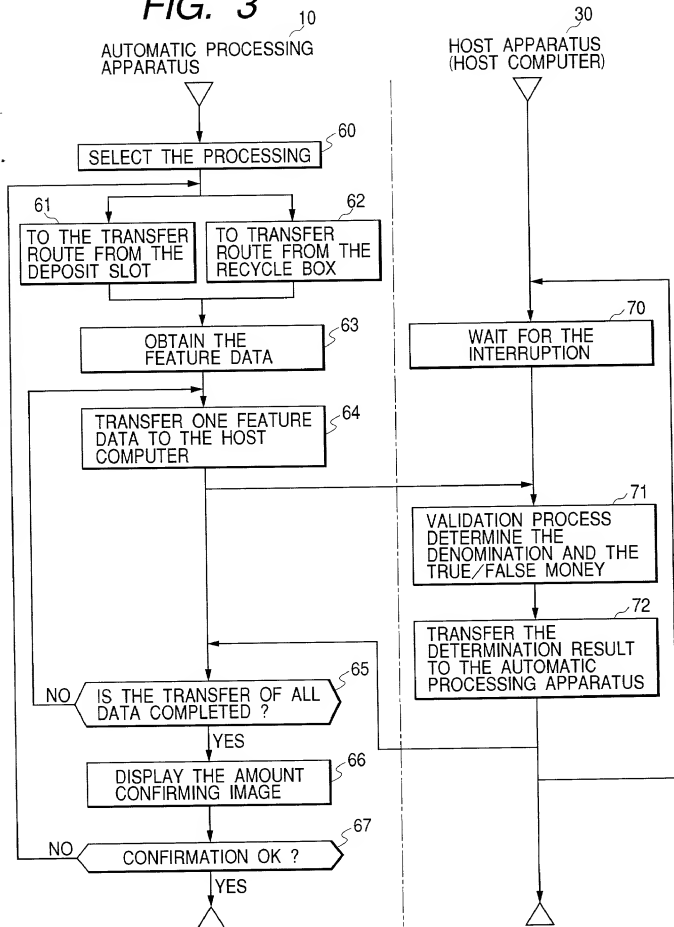 FIG. 3
10
AUTOMATIC PROCESSING
APPARATUS
30
HOST APPARATUS
(HOST COMPUTER)
60
SELECT THE PROCESSING
61
TO THE TRANSFER
ROUTE FROM THE
DEPOSIT SLOT
62
TO TRANSFER
ROUTE FROM THE
RECYCLE BOX
63
OBTAIN THE
FEATURE DATA
70
WAIT FOR THE
INTERRUPTION
64
TRANSFER ONE FEATURE
DATA TO THE HOST
COMPUTER
71
VALIDATION PROCESS
DETERMINE THE
DENOMINATION AND THE
TRUE/FALSE MONEY
72
TRANSFER THE
DETERMINATION RESULT
TO THE AUTOMATIC
PROCESSING APPARATUS
65
NO
IS THE TRANSFER OF ALL
DATA COMPLETED ?
YES
66
DISPLAY THE AMOUNT
CONFIRMING IMAGE
67
NO
CONFIRMATION OK ?
YES